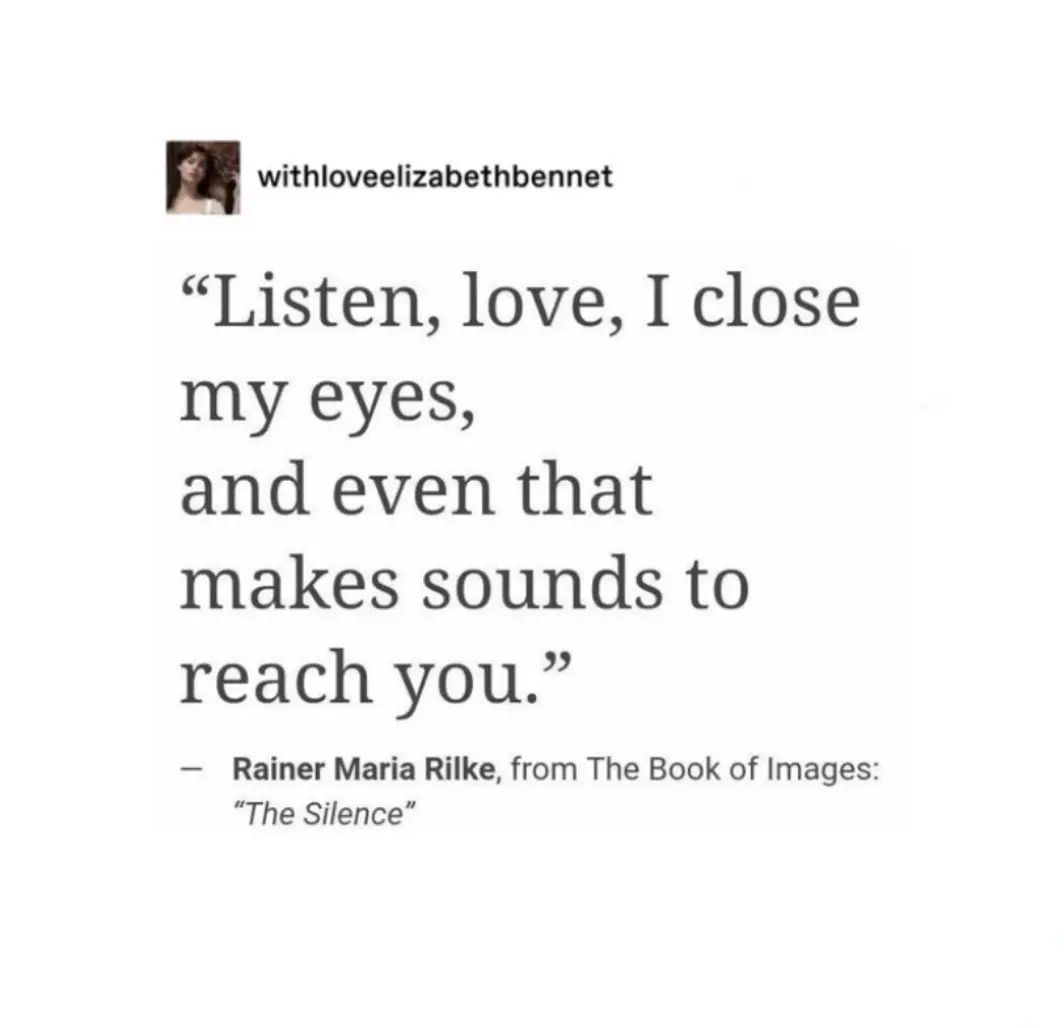 withloveelizabethbennet
“Listen, love, I close
my eyes,
and even that
makes sounds to
reach you.”
— Rainer Maria Rilke, from The Book of Images:
“The Silence”